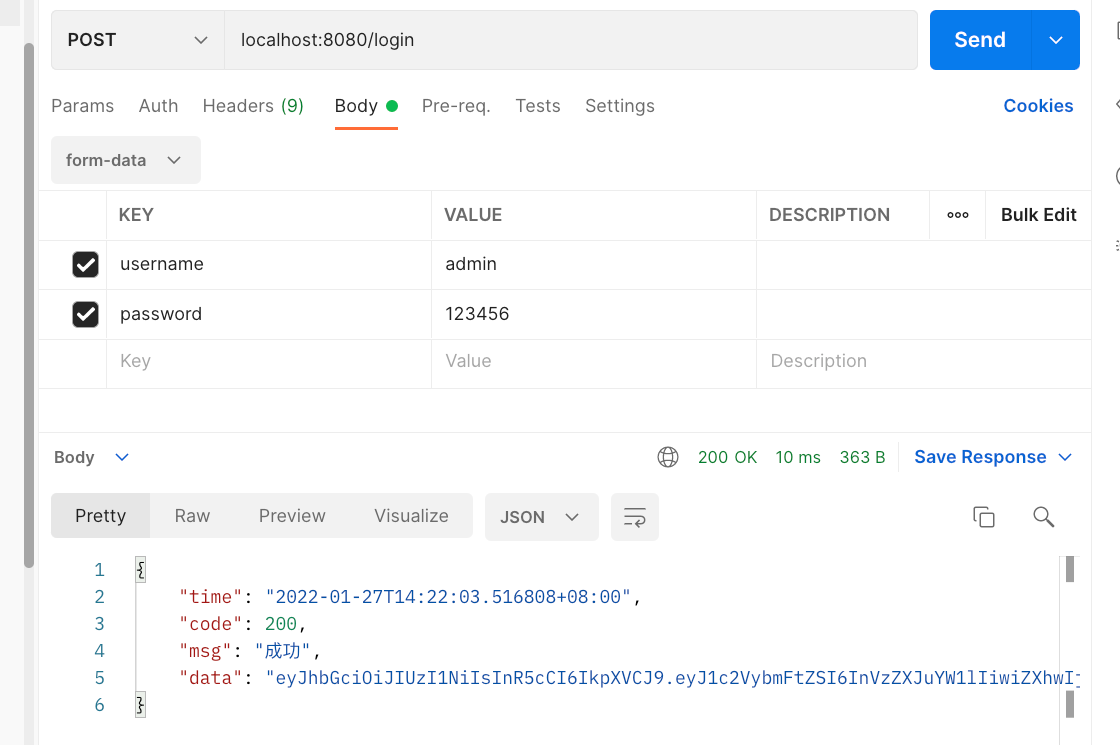 POST localhost:8080/login Send
Params Auth Headers (9) Body Pre-req. Tests Settings Cookies
form-data
KEY VALUE DESCRIPTION ooo Bulk Edit
username admin
password 123456
Key Value Description
Body 200 OK 10 ms 363 B Save Response
Pretty Raw Preview Visualize JSON
1 {
2 "time": "2022-01-27T14:22:03.516808+08:00",
3 "code": 200,
4 "msg": "成功",
5 "data": "eyJhbGciOiJIUzI1NiIsInR5cCI6IkpXVCJ9.eyJ1c2VybmFtZSI6InVzZXJuYW1lIiwiZXhwIj
6 }